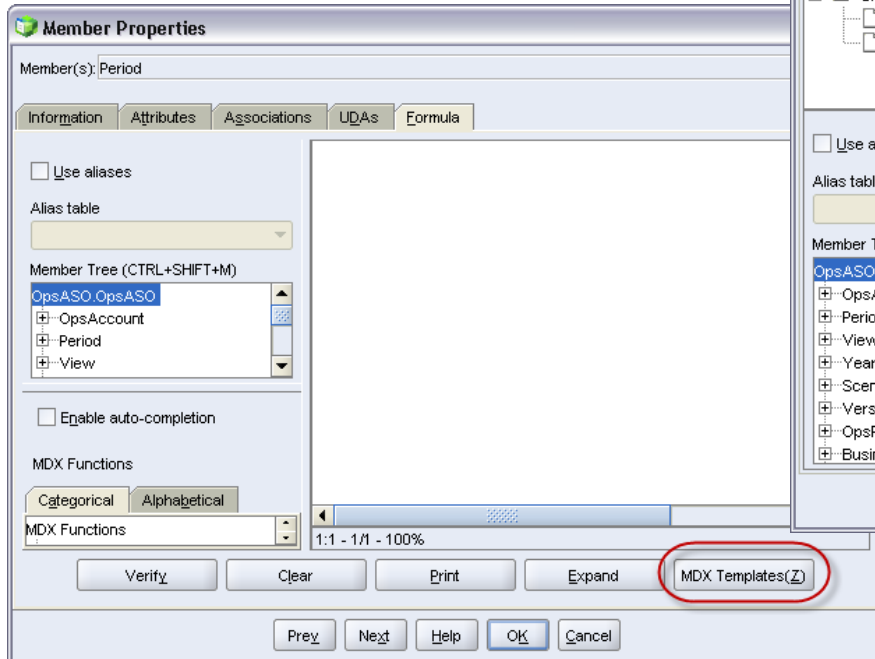 Member Properties
Member(s): Period
Information Attributes Associations UDAs Formula
Use aliases
Alias table
Member Tree (CTRL+SHIFT+M)
OpsASO.OpsASO
OpsAccount
Period
View
Enable auto-completion
MDX Functions
Categorical Alphabetical
MDX Functions
1:1 - 1/1 - 100%
Verify Clear Print Expand MDX Templates(Z)
Prev Next Help OK Cancel
Use a
Alias tabl
Member T
OpsASO
OpsA
Perio
View
Year
Scen
Vers
OpsP
Busin